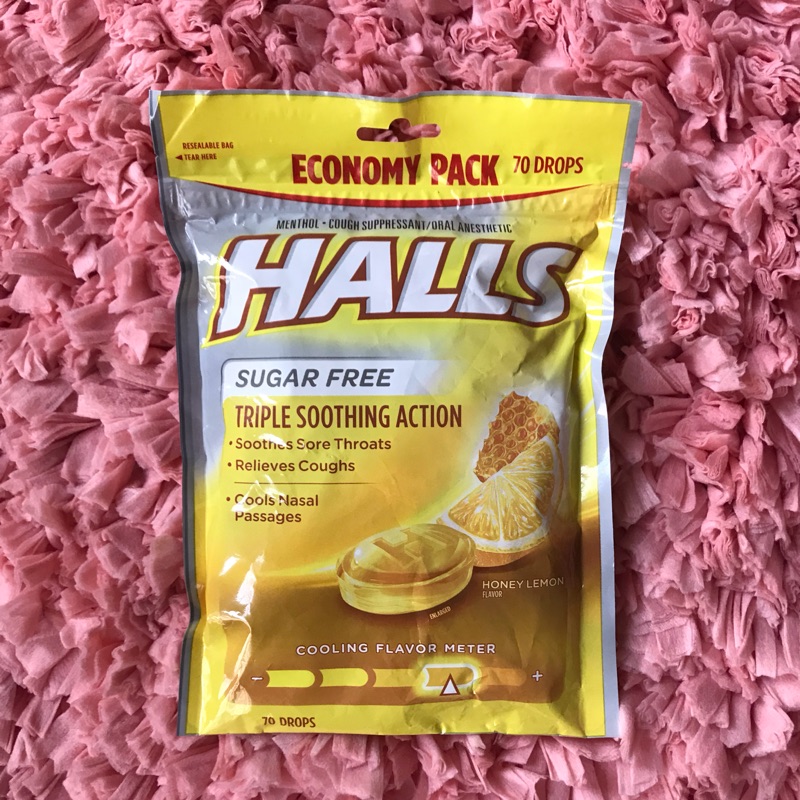 RESEALABLE BAG
TEAR HERE
ECONOMY PACK 70 DROPS
MENTHOL • COUGH SUPPRESSANT/ORAL ANESTHETIC
HALLS
SUGAR FREE
TRIPLE SOOTHING ACTION
• Soothes Sore Throats
• Relieves Coughs
• Cools Nasal
Passages
HONEY LEMON
FLAVOR
ENLARGED
COOLING FLAVOR METER
- +
70 DROPS